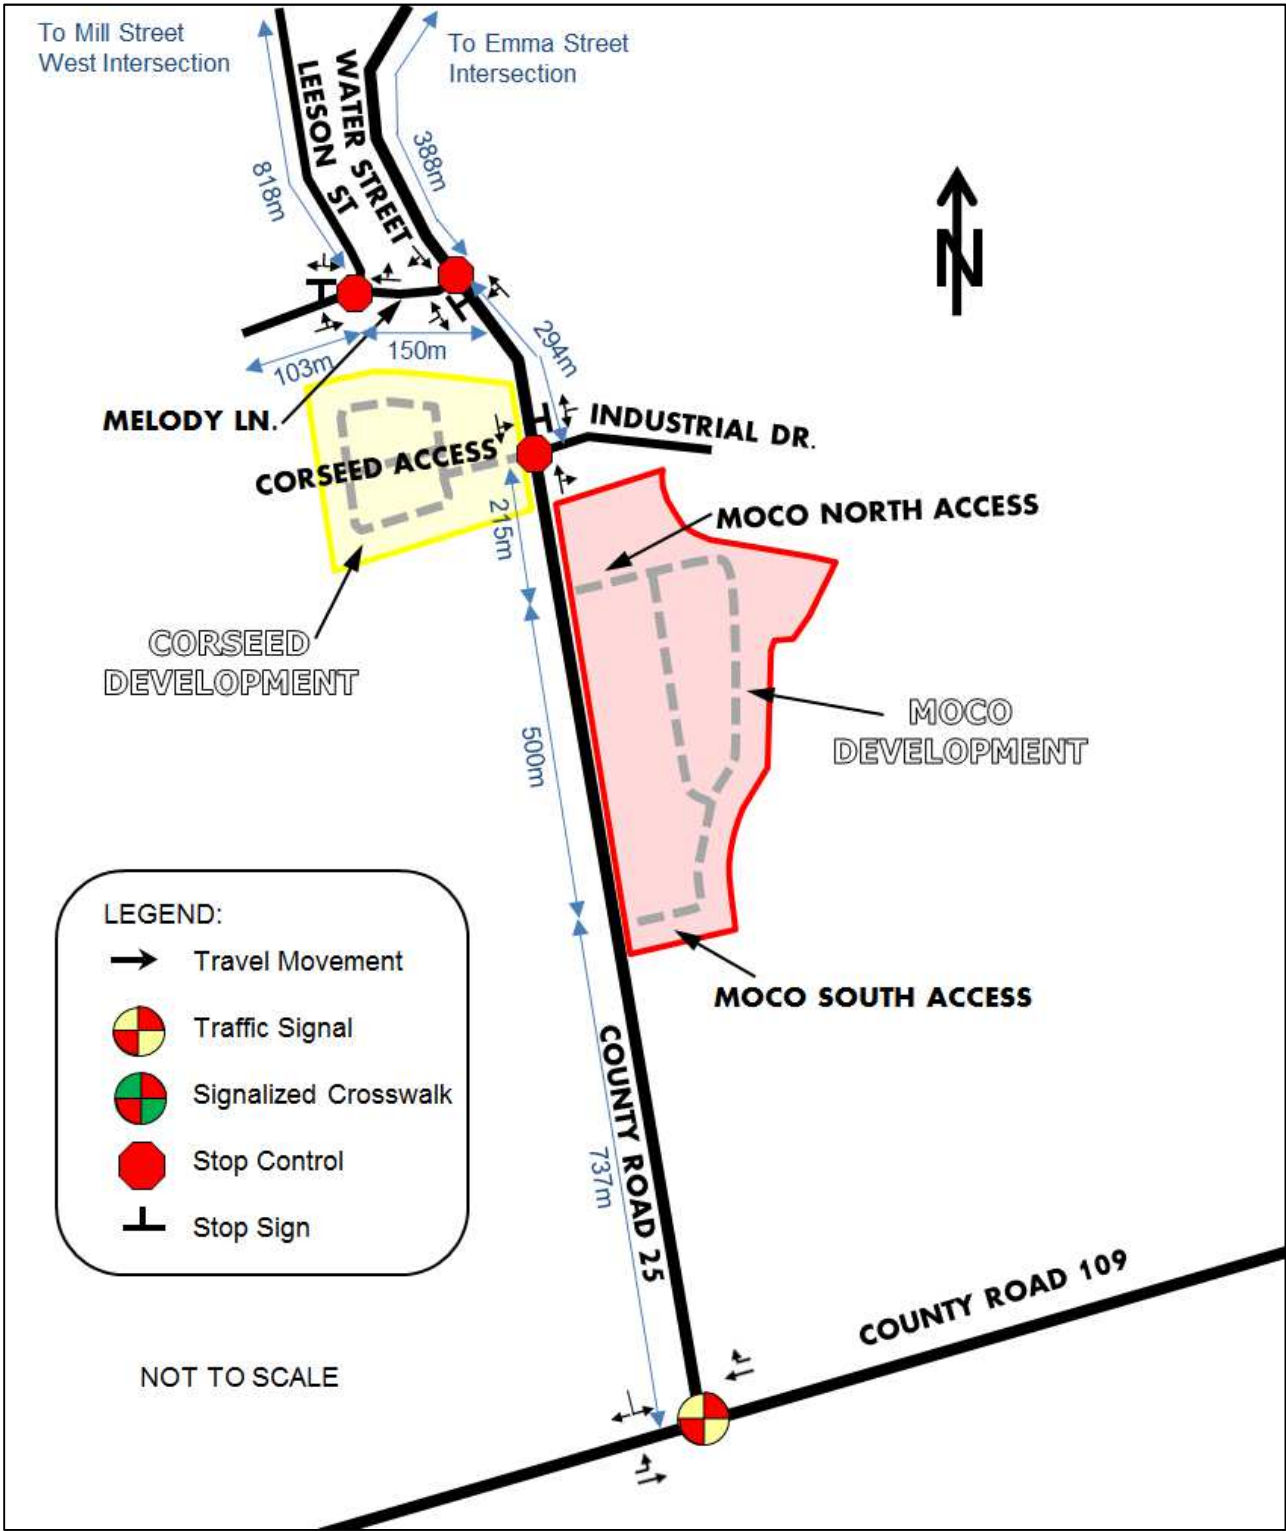 To Mill Street
West Intersection
To Emma Street
Intersection
LEESON ST
WATER STREET
818m
388m
N
103m
150m
294m
MELODY LN.
INDUSTRIAL DR.
CORSEED ACCESS
215m
MOCO NORTH ACCESS
CORSEED
DEVELOPMENT
500m
MOCO
DEVELOPMENT
MOCO SOUTH ACCESS
COUNTY ROAD 25
737m
COUNTY ROAD 109
LEGEND:
Travel Movement
Traffic Signal
Signalized Crosswalk
Stop Control
Stop Sign
NOT TO SCALE